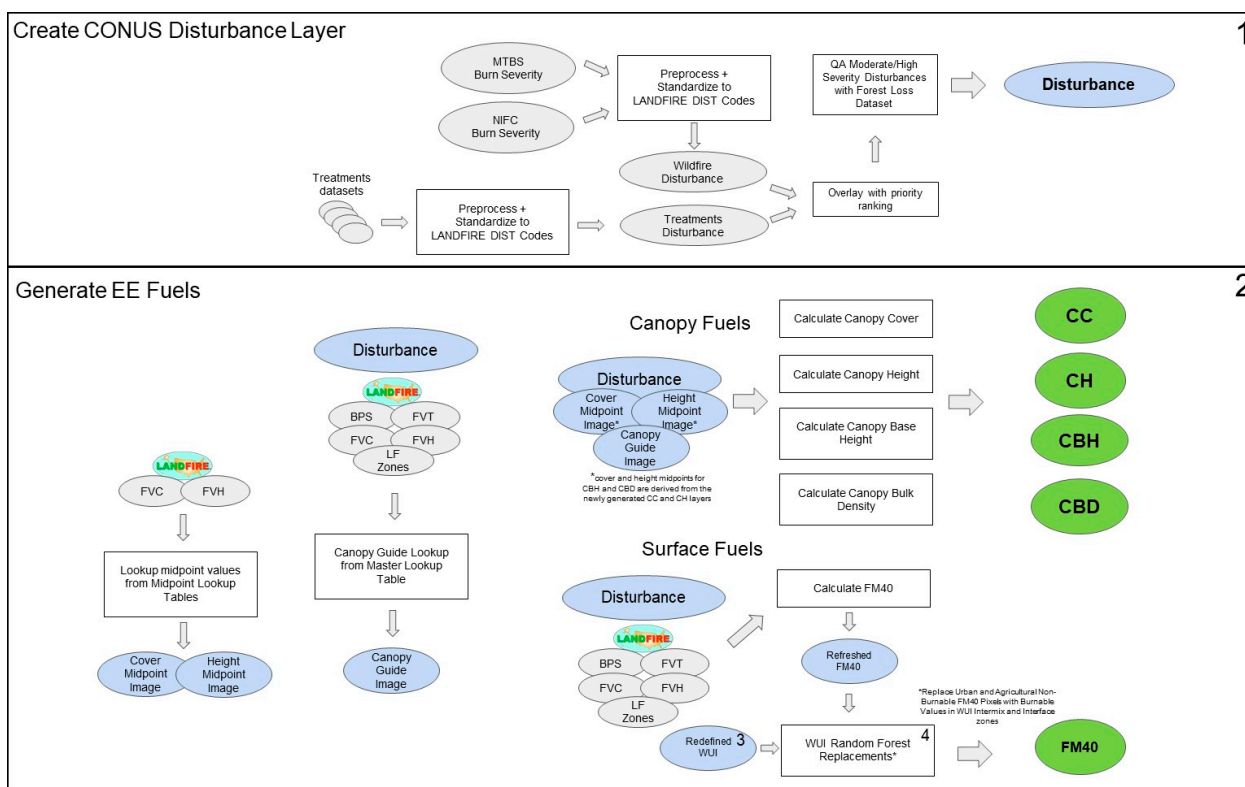 Create CONUS Disturbance Layer
1
MTBS
Burn Severity
NIFC
Burn Severity
Preprocess +
Standardize to
LANDFIRE DIST Codes
QA Moderate/High
Severity Disturbances
with Forest Loss
Dataset
Disturbance
Wildfire
Disturbance
Treatments
datasets
Preprocess +
Standardize to
LANDFIRE DIST Codes
Treatments
Disturbance
Overlay with priority
ranking
Generate EE Fuels
2
LANDFIRE
FVC
FVH
Lookup midpoint values
from Midpoint Lookup
Tables
Cover
Midpoint
Image
Height
Midpoint
Image
Disturbance
LANDFIRE
BPS
FVT
FVC
FVH
LF
Zones
Canopy Guide Lookup
from Master Lookup
Table
Canopy
Guide
Image
Canopy Fuels
Disturbance
Cover
Midpoint
Image*
Height
Midpoint
Image*
Canopy
Guide
Image
*cover and height midpoints for
CBH and CBD are derived from the
newly generated CC and CH layers
Calculate Canopy Cover
Calculate Canopy Height
Calculate Canopy Base
Height
Calculate Canopy Bulk
Density
CC
CH
CBH
CBD
Surface Fuels
Disturbance
LANDFIRE
BPS
FVT
FVC
FVH
LF
Zones
Calculate FM40
Refreshed
FM40
Redefined
WUI
3
WUI Random Forest
Replacements*
4
*Replace Urban and Agricultural Non-
Burnable FM40 Pixels with Burnable
Values in WUI Intermix and Interface
zones
FM40